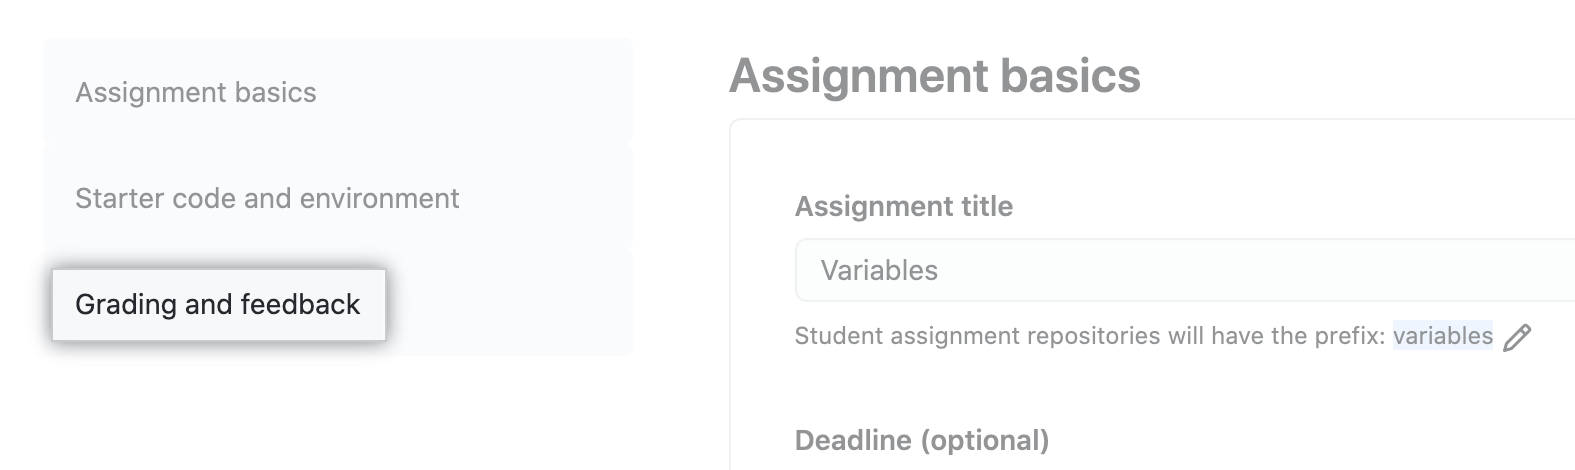 Assignment basics
Starter code and environment
Grading and feedback
Assignment basics
Assignment title
Variables
Student assignment repositories will have the prefix: variables
Deadline (optional)